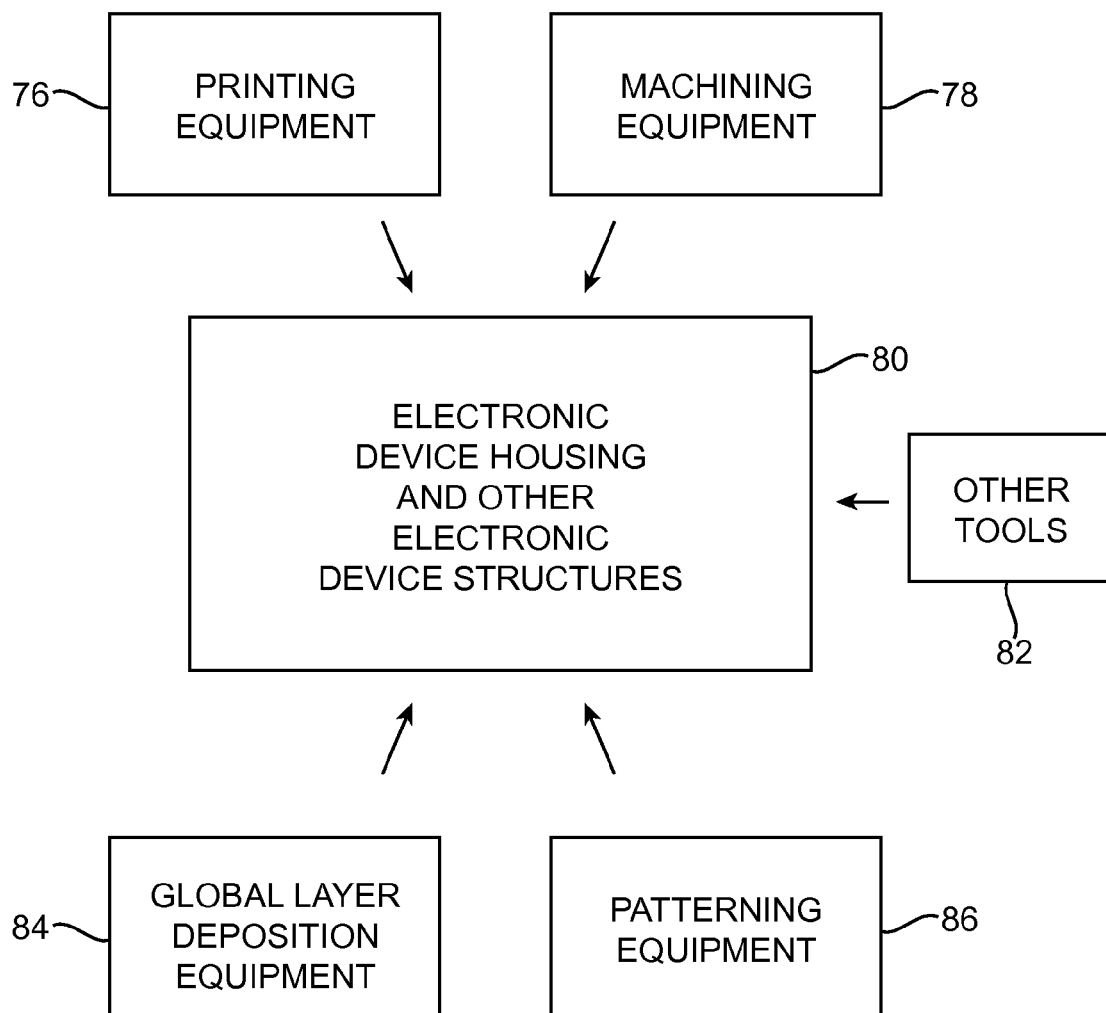 76
PRINTING
EQUIPMENT
MACHINING
EQUIPMENT
78
80
ELECTRONIC
DEVICE HOUSING
AND OTHER
ELECTRONIC
DEVICE STRUCTURES
OTHER
TOOLS
82
84
GLOBAL LAYER
DEPOSITION
EQUIPMENT
PATTERNING
EQUIPMENT
86